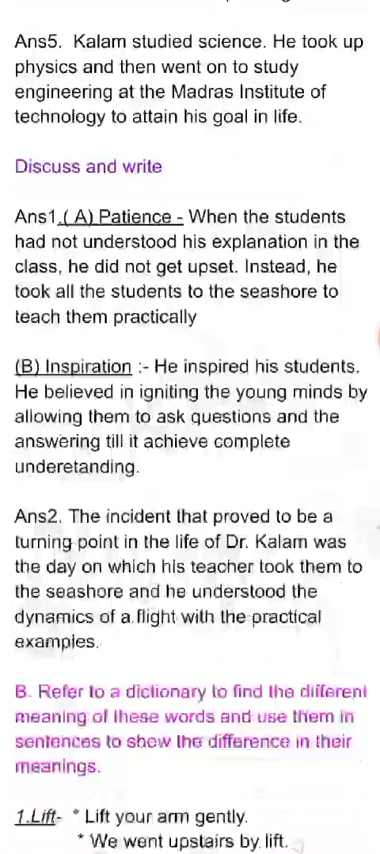 Ans5. Kalam studied science. He took up
physics and then went on to study
engineering at the Madras Institute of
technology to attain his goal in life.
Discuss and write
Ans1.( A) Patience - When the students
had not understood his explanation in the
class, he did not get upset. Instead, he
took all the students to the seashore to
teach them practically
(B) Inspiration :- He inspired his students.
He believed in igniting the young minds by
allowing them to ask questions and the
answering till it achieve complete
underetanding.
Ans2. The incident that proved to be a
turning point in the life of Dr. Kalam was
the day on which his teacher took them to
the seashore and he understood the
dynamics of a flight with the practical
examples.
B. Refer to a dictionary to find the different
meaning of these words and use them in
sentences to show the difference in their
meanings.
1.Lift- * Lift your arm gently.
* We went upstairs by lift.